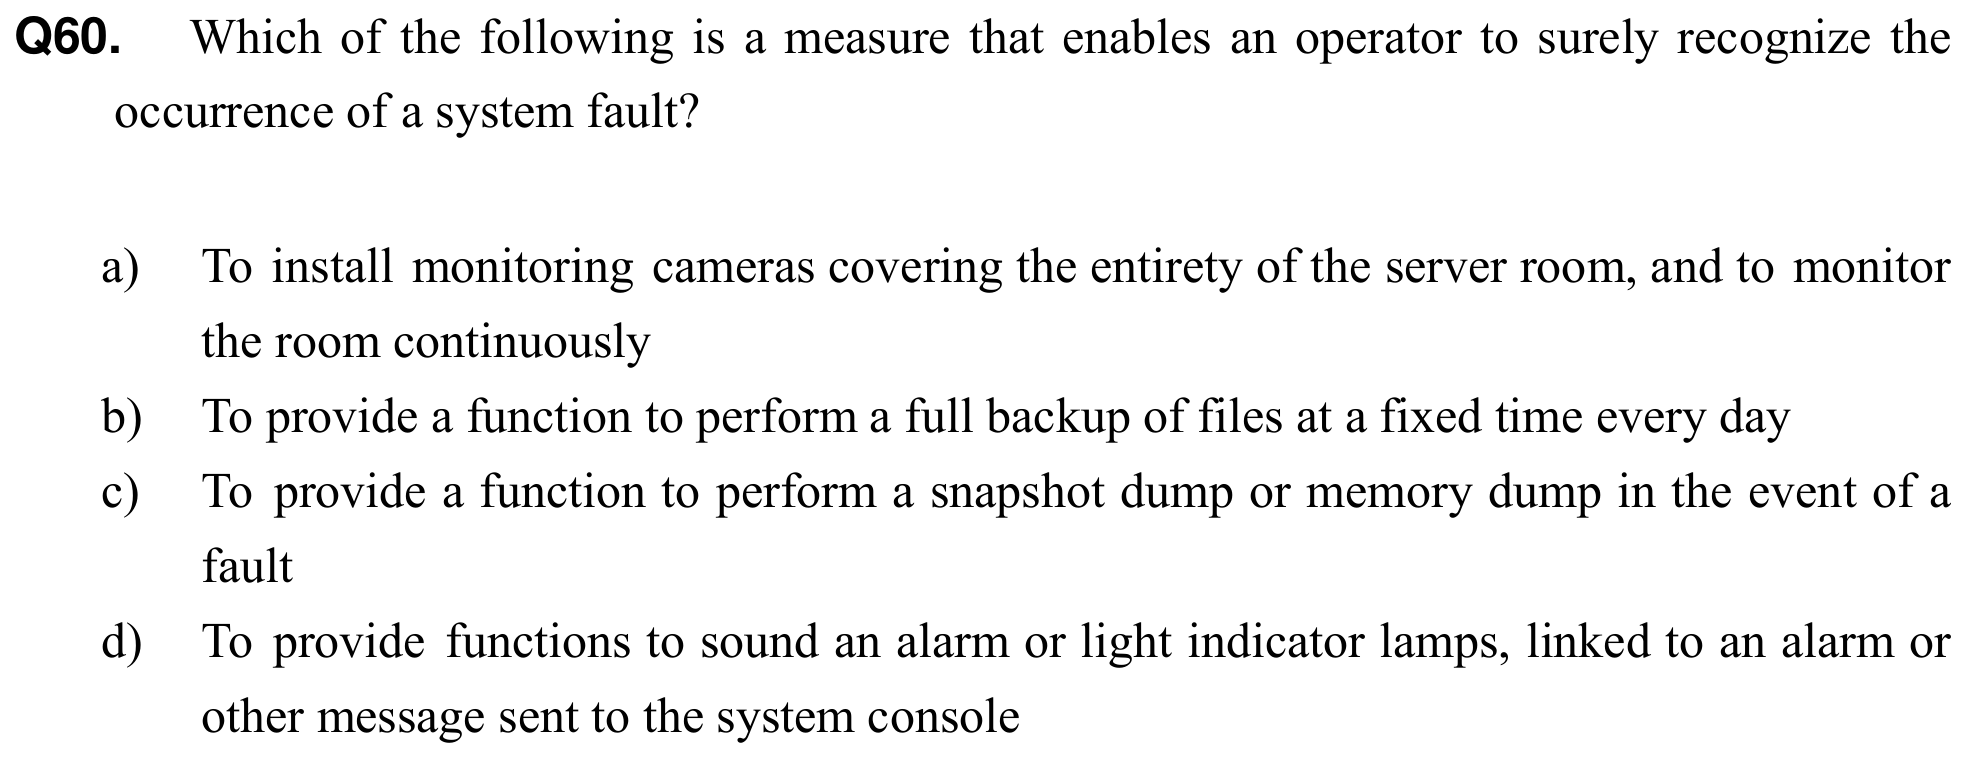 Q60. Which of the following is a measure that enables an operator to surely recognize the
occurrence of a system fault?
a) To install monitoring cameras covering the entirety of the server room, and to monitor
the room continuously
b) To provide a function to perform a full backup of files at a fixed time every day
c) To provide a function to perform a snapshot dump or memory dump in the event of a
fault
d) To provide functions to sound an alarm or light indicator lamps, linked to an alarm or
other message sent to the system console